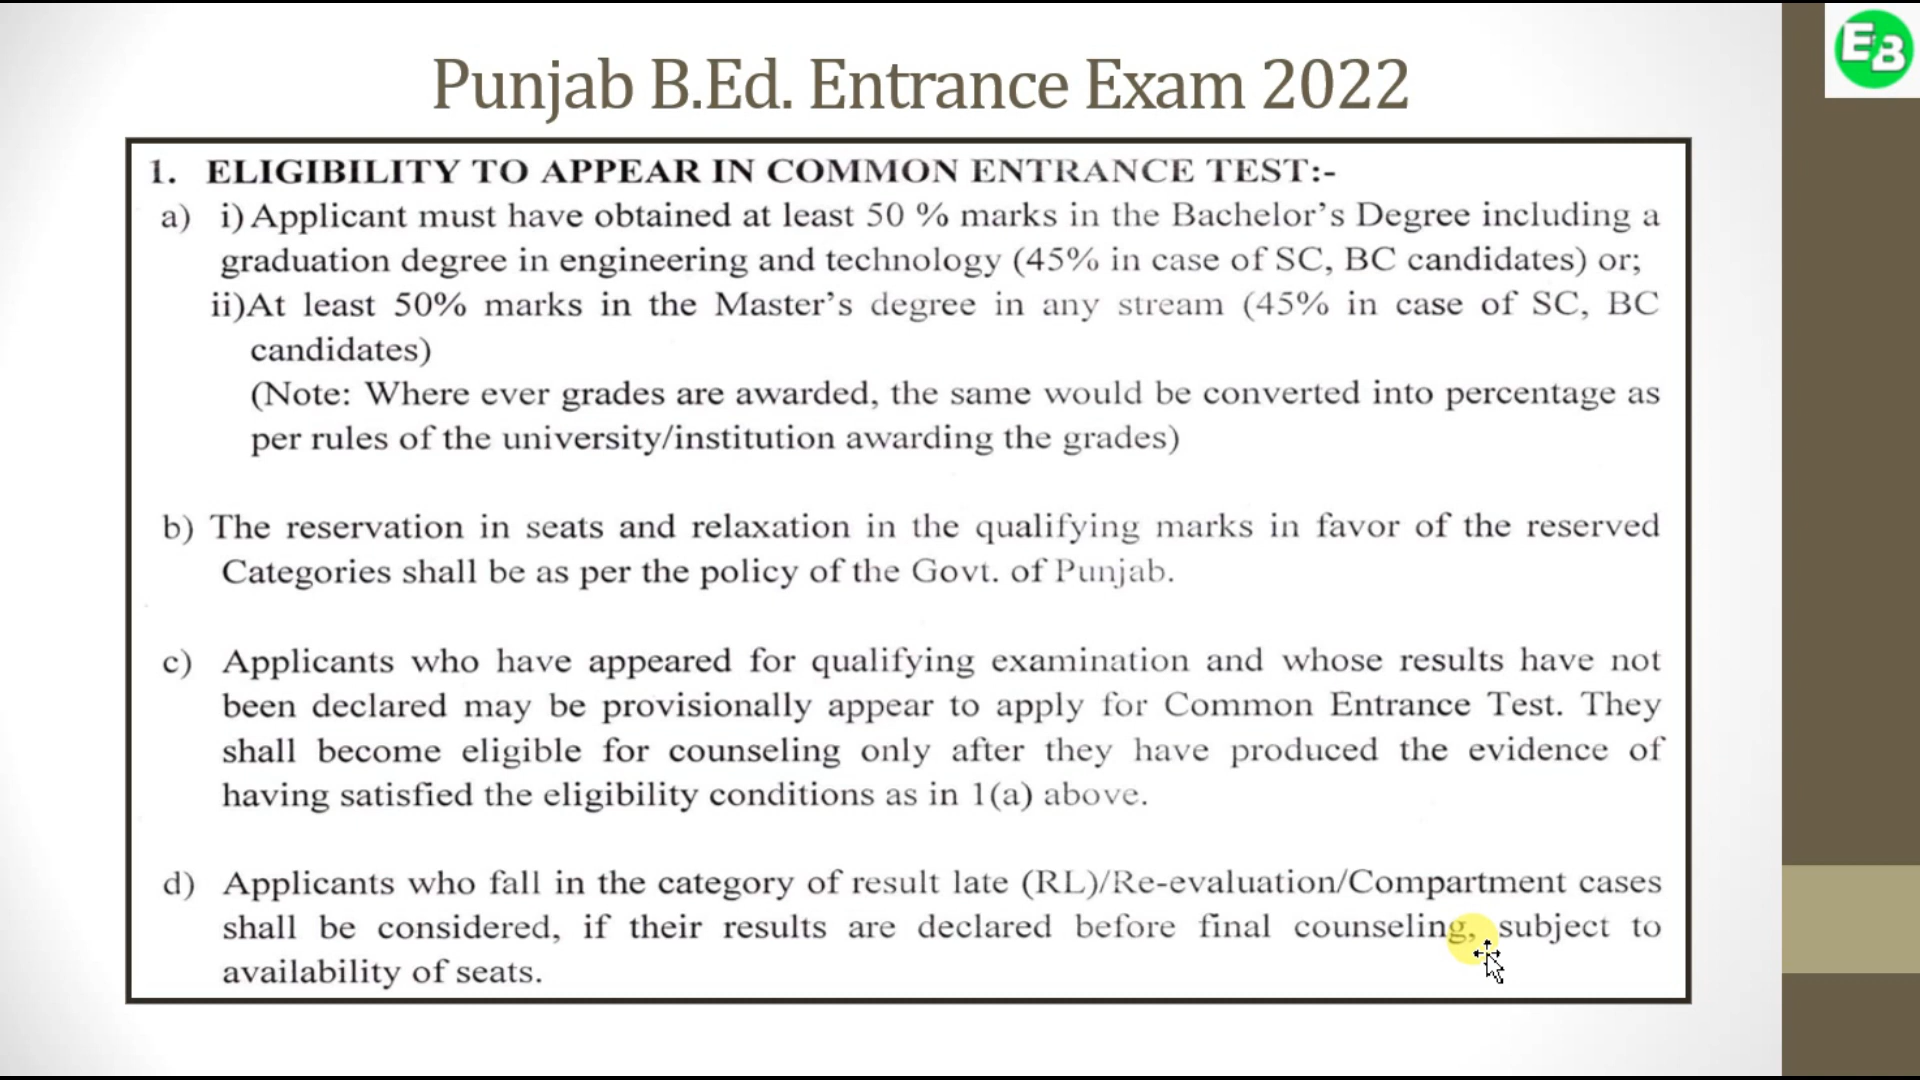 Punjab B.Ed. Entrance Exam 2022
EB
1. ELIGIBILITY TO APPEAR IN COMMON ENTRANCE TEST:-
a) i) Applicant must have obtained at least 50 % marks in the Bachelor's Degree including a
graduation degree in engineering and technology (45% in case of SC, BC candidates) or;
ii)At least 50% marks in the Master's degree in any stream (45% in case of SC, BC
candidates)
(Note: Where ever grades are awarded, the same would be converted into percentage as
per rules of the university/institution awarding the grades)
b) The reservation in seats and relaxation in the qualifying marks in favor of the reserved
Categories shall be as per the policy of the Govt. of Punjab.
c) Applicants who have appeared for qualifying examination and whose results have not
been declared may be provisionally appear to apply for Common Entrance Test. They
shall become eligible for counseling only after they have produced the evidence of
having satisfied the eligibility conditions as in 1(a) above.
d) Applicants who fall in the category of result late (RL)/Re-evaluation/Compartment cases
shall be considered, if their results are declared before final counseling, subject to
availability of seats.